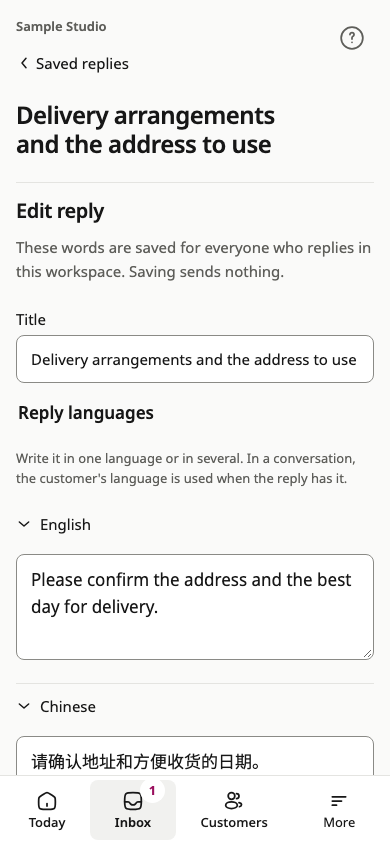 Sample Studio
Saved replies
Delivery arrangements
and the address to use
Edit reply
These words are saved for everyone who replies in
this workspace. Saving sends nothing.
Title
Delivery arrangements and the address to use
Reply languages
Write it in one language or in several. In a conversation,
the customer's language is used when the reply has it.
English
Please confirm the address and the best
day for delivery.
Chinese
请确认地址和方便收货的日期。
1
Today
Inbox
Customers
More